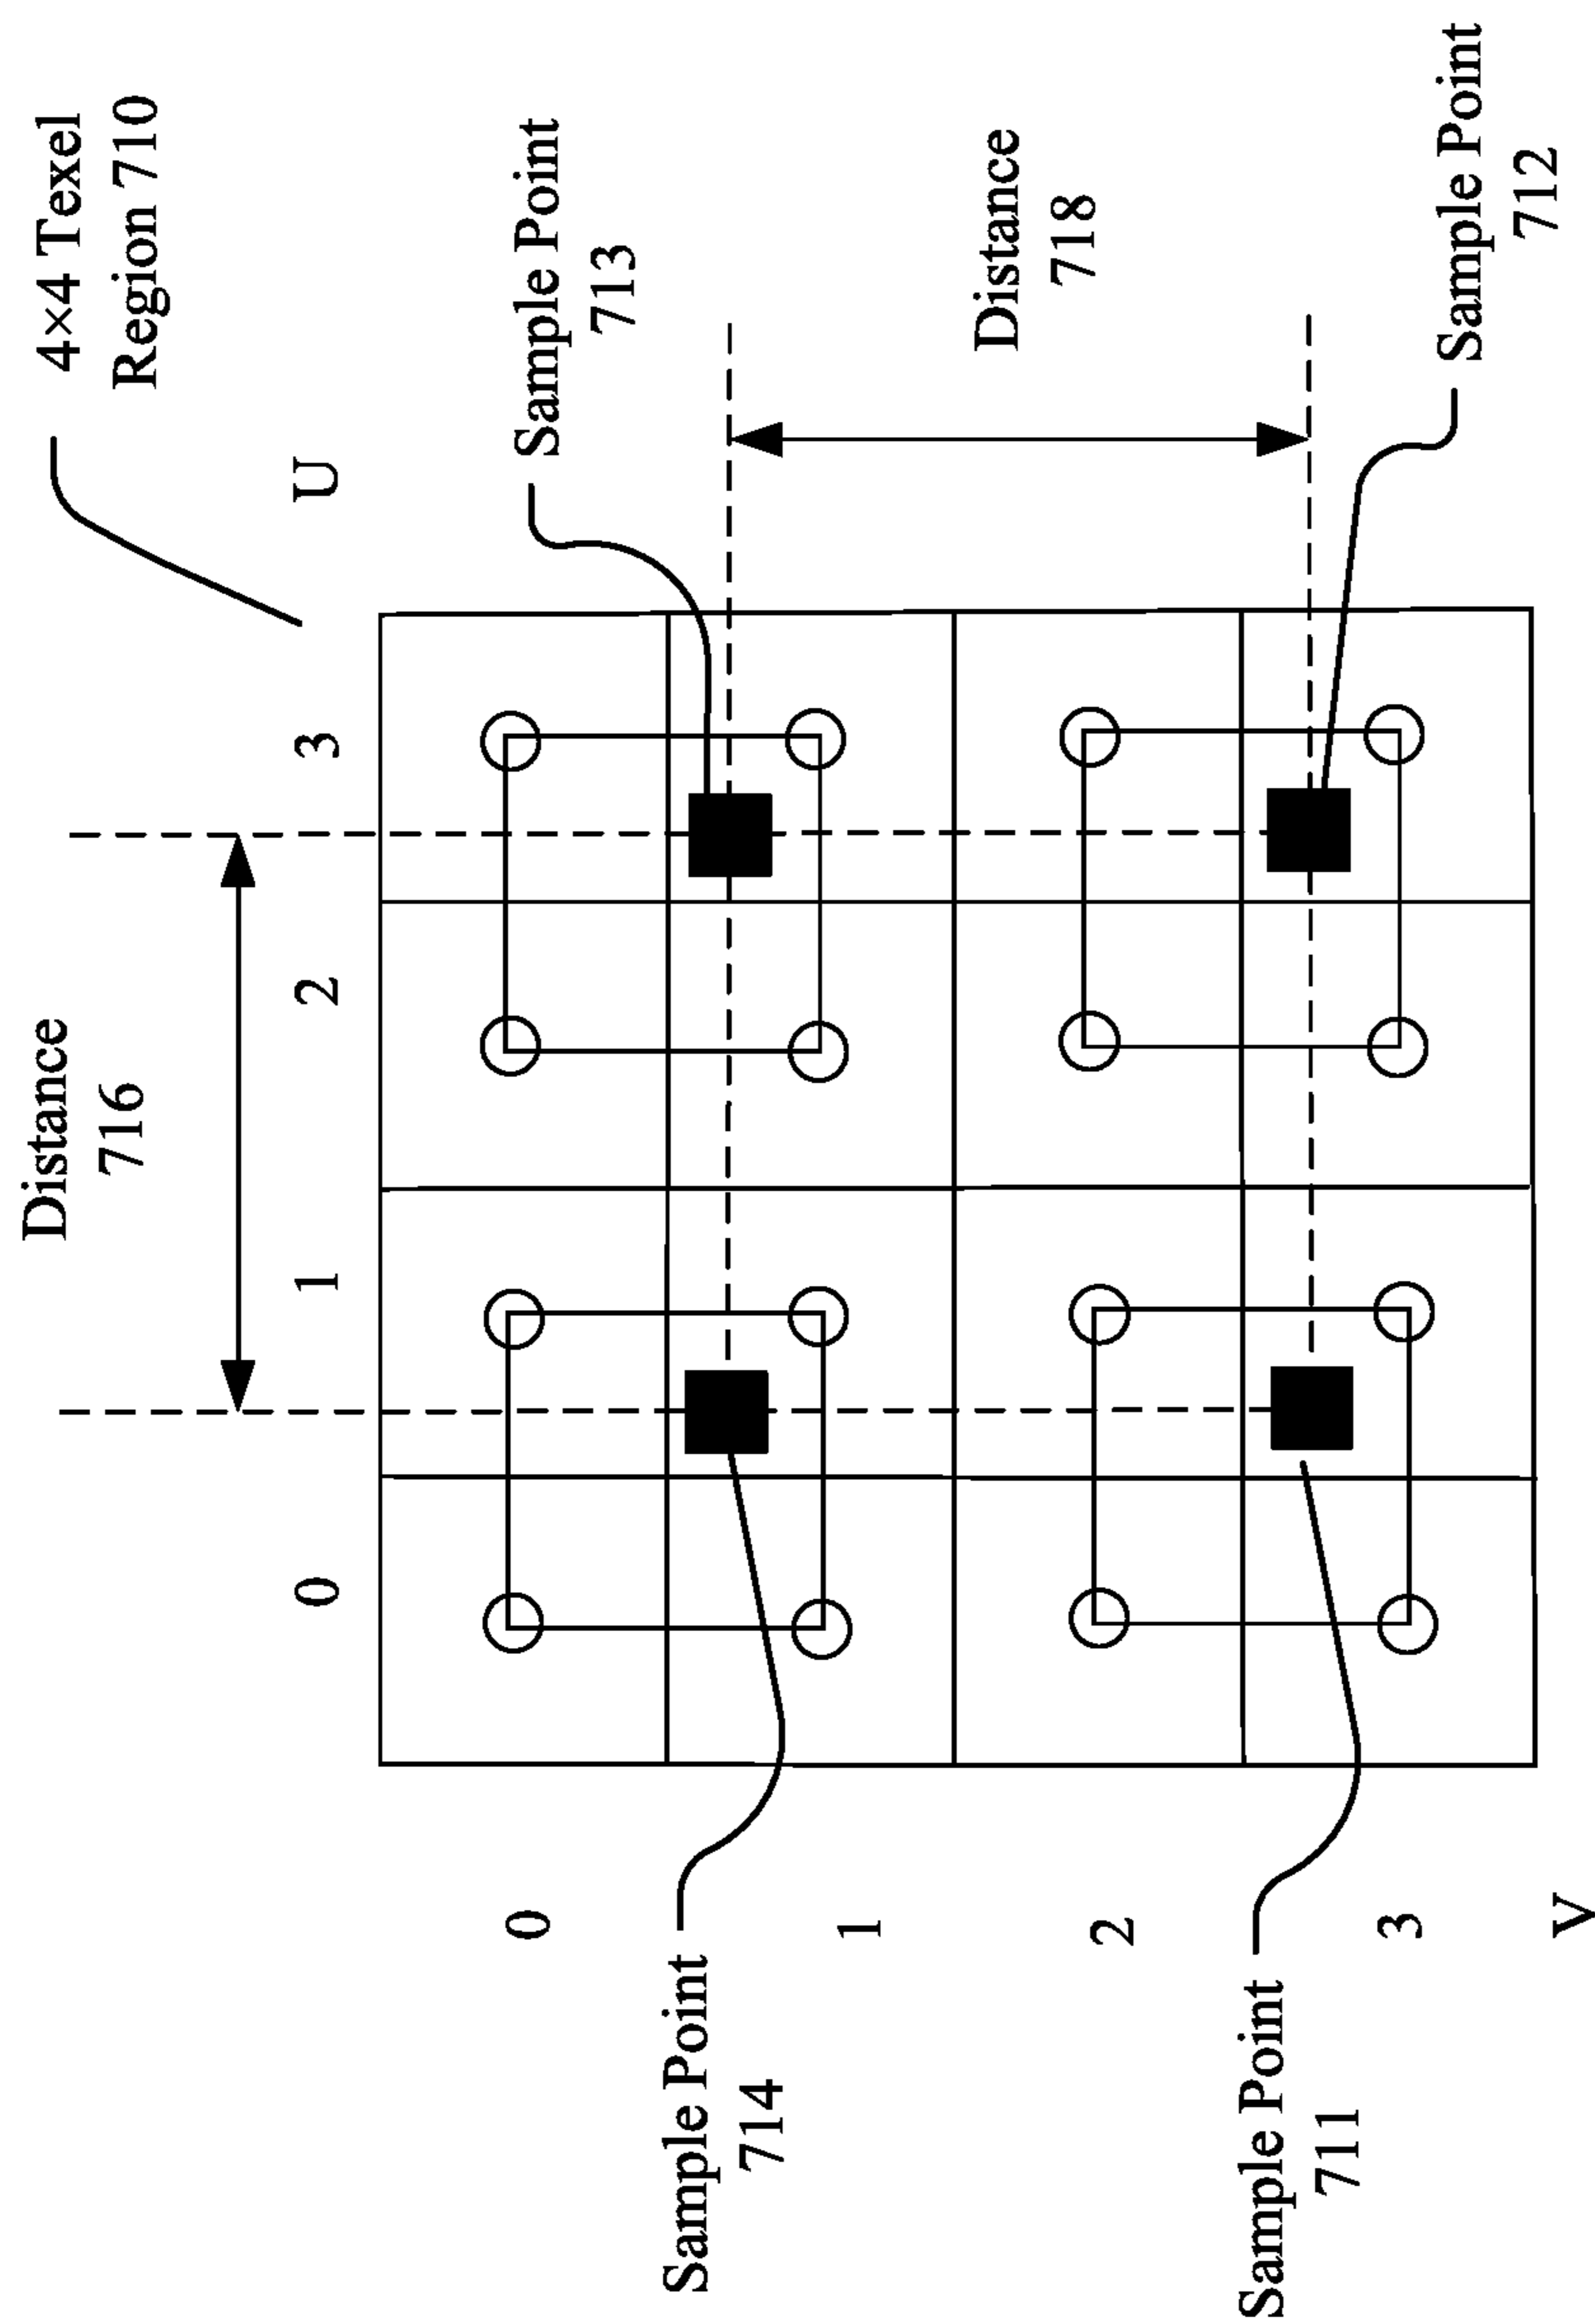 Distance
716
4×4 Texel
Region 710
0 1 2 3 U
0
Sample Point
713
Sample Point
714
1
Distance
718
2
Sample Point
711
3
Sample Point
712
V